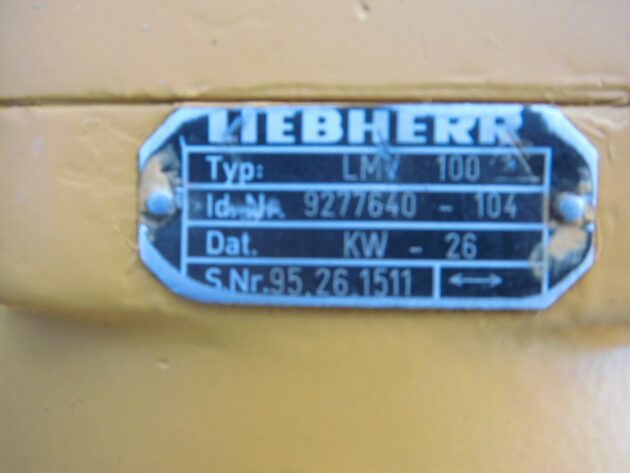 LIEBHERR
Typ: LMV 100
Id.Nr. 9277640 - 104
Dat. KW - 26
S.Nr.95.26.1511